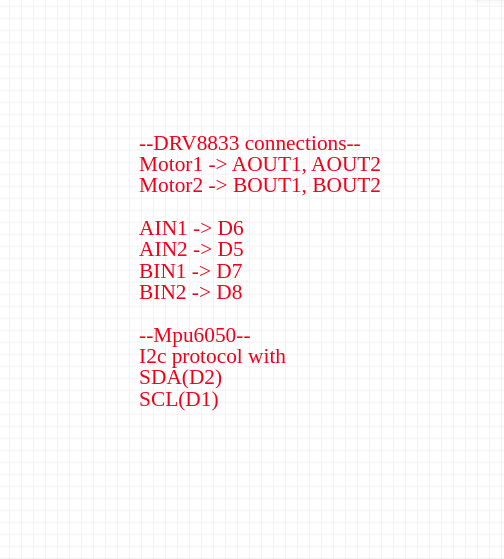 --DRV8833 connections--
Motor1 -> AOUT1, AOUT2
Motor2 -> BOUT1, BOUT2
AIN1 -> D6
AIN2 -> D5
BIN1 -> D7
BIN2 -> D8
--Mpu6050--
I2c protocol with
SDA(D2)
SCL(D1)